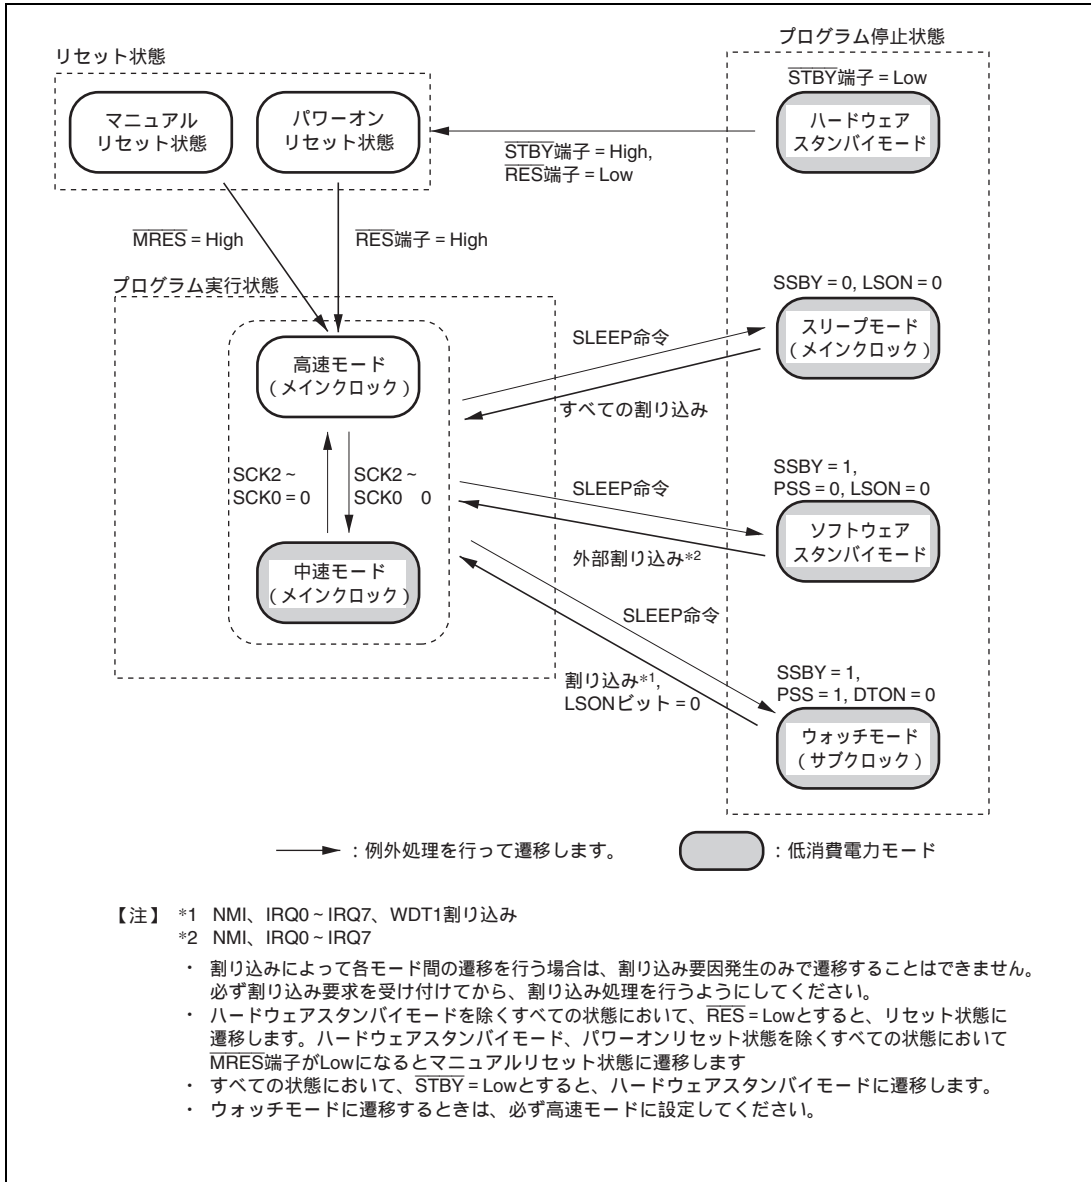 リセット状態
マニュアル
リセット状態
パワーオン
リセット状態
プログラム停止状態
STBY端子 = Low
ハードウェア
スタンバイモード
STBY端子 = High,
RES端子 = Low
MRES = High
RES端子 = High
プログラム実行状態
高速モード
(メインクロック)
SCK2 ~
SCK0 = 0
SCK2 ~
SCK0 0
中速モード
(メインクロック)
SLEEP命令
すべての割り込み
SSBY = 0, LSON = 0
スリープモード
(メインクロック)
SLEEP命令
外部割り込み*2
SSBY = 1,
PSS = 0, LSON = 0
ソフトウェア
スタンバイモード
SLEEP命令
割り込み*1,
LSONビット = 0
SSBY = 1,
PSS = 1, DTON = 0
ウォッチモード
(サブクロック)
:例外処理を行って遷移します。
:低消費電力モード
【注】 *1 NMI、IRQ0 ~ IRQ7、WDT1割り込み
*2 NMI、IRQ0 ~ IRQ7
・ 割り込みによって各モード間の遷移を行う場合は、割り込み要因発生のみで遷移することはできません。
必ず割り込み要求を受け付けてから、割り込み処理を行うようにしてください。
・ ハードウェアスタンバイモードを除くすべての状態において、RES = Lowとすると、リセット状態に
遷移します。ハードウェアスタンバイモード、パワーオンリセット状態を除くすべての状態において
MRES端子がLowになるとマニュアルリセット状態に遷移します
・ すべての状態において、STBY = Lowとすると、ハードウェアスタンバイモードに遷移します。
・ ウォッチモードに遷移するときは、必ず高速モードに設定してください。